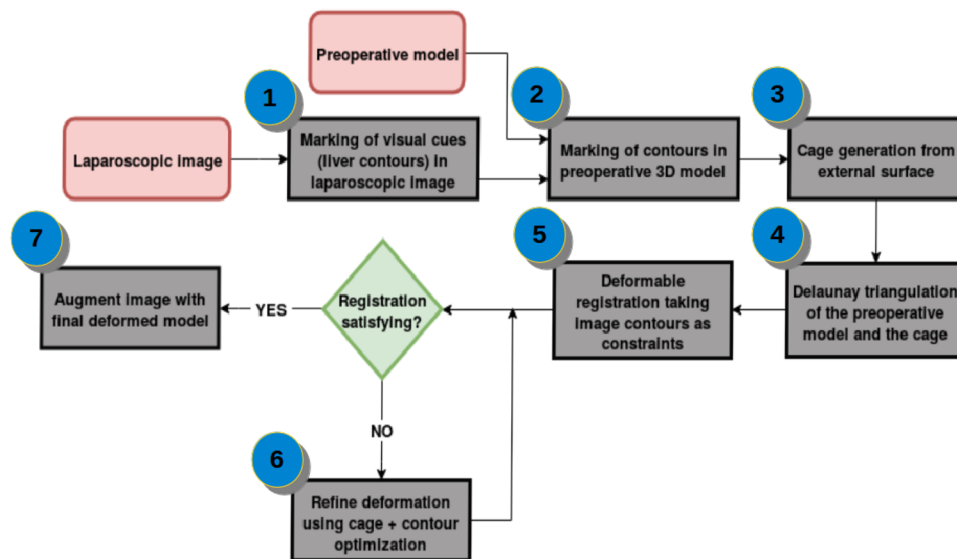 Preoperative model
Laparoscopic image
1
Marking of visual cues
(liver contours) In
laparoscopic image
2
Marking of contours in
preoperative 3D model
3
Cage generation from
external surface
4
Delaunay triangulation
of the preoperative
model and the cage
5
Deformable
registration taking
image contours as
constraints
Registration
satisfying?
YES
7
Augment image with
final deformed model
NO
6
Refine deformation
using cage + contour
optimization